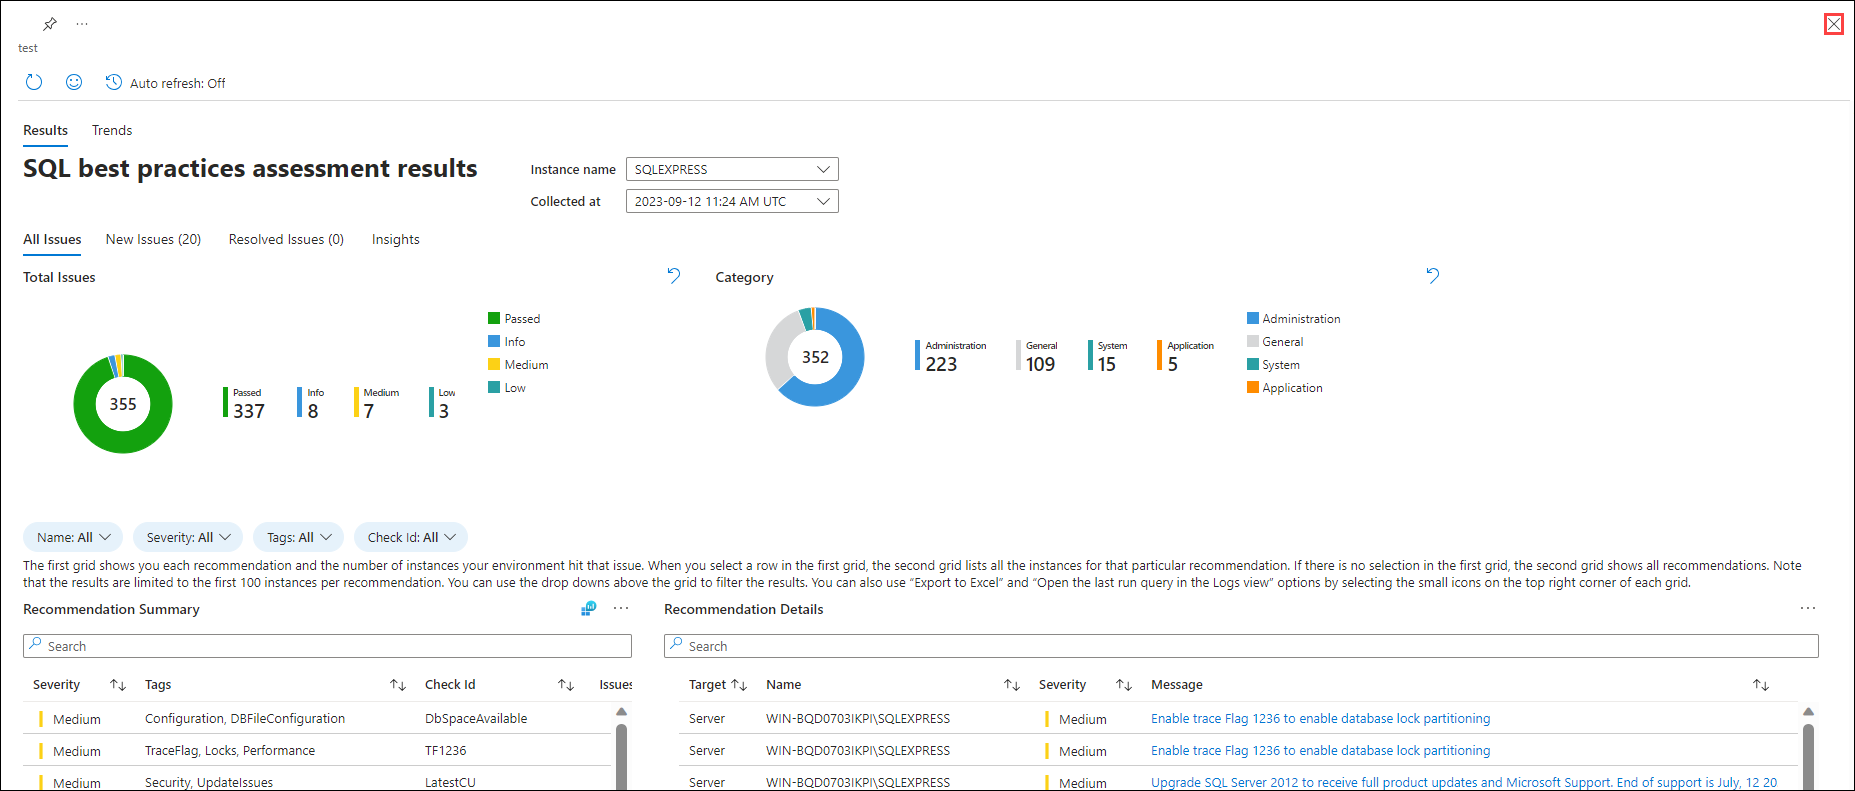 test
Auto refresh: Off
Results Trends
SQL best practices assessment results
Instance name SQLEXPRESS
Collected at 2023-09-12 11:24 AM UTC
All Issues New Issues (20) Resolved Issues (0) Insights
Total Issues
Passed
Info
Medium
Low
355
Passed 337
Info 8
Medium 7
Low 3
Category
352
Administration 223
General 109
System 15
Application 5
Administration
General
System
Application
Name: All Severity: All Tags: All Check Id: All
The first grid shows you each recommendation and the number of instances your environment hit that issue. When you select a row in the first grid, the second grid lists all the instances for that particular recommendation. If there is no selection in the first grid, the second grid shows all recommendations. Note
that the results are limited to the first 100 instances per recommendation. You can use the drop downs above the grid to filter the results. You can also use “Export to Excel” and “Open the last run query in the Logs view” options by selecting the small icons on the top right corner of each grid.
Recommendation Summary
Search
Severity Tags Check Id Issues
Medium Configuration, DBFileConfiguration DbSpaceAvailable
Medium TraceFlag, Locks, Performance TF1236
Medium Security, UpdateIssues LatestCU
Recommendation Details
Search
Target Name Severity Message
Server WIN-BQD0703IKPI\SQLEXPRESS Medium Enable trace Flag 1236 to enable database lock partitioning
Server WIN-BQD0703IKPI\SQLEXPRESS Medium Enable trace Flag 1236 to enable database lock partitioning
Server WIN-BQD0703IKPI\SQLEXPRESS Medium Upgrade SQL Server 2012 to receive full product updates and Microsoft Support. End of support is July, 12 20